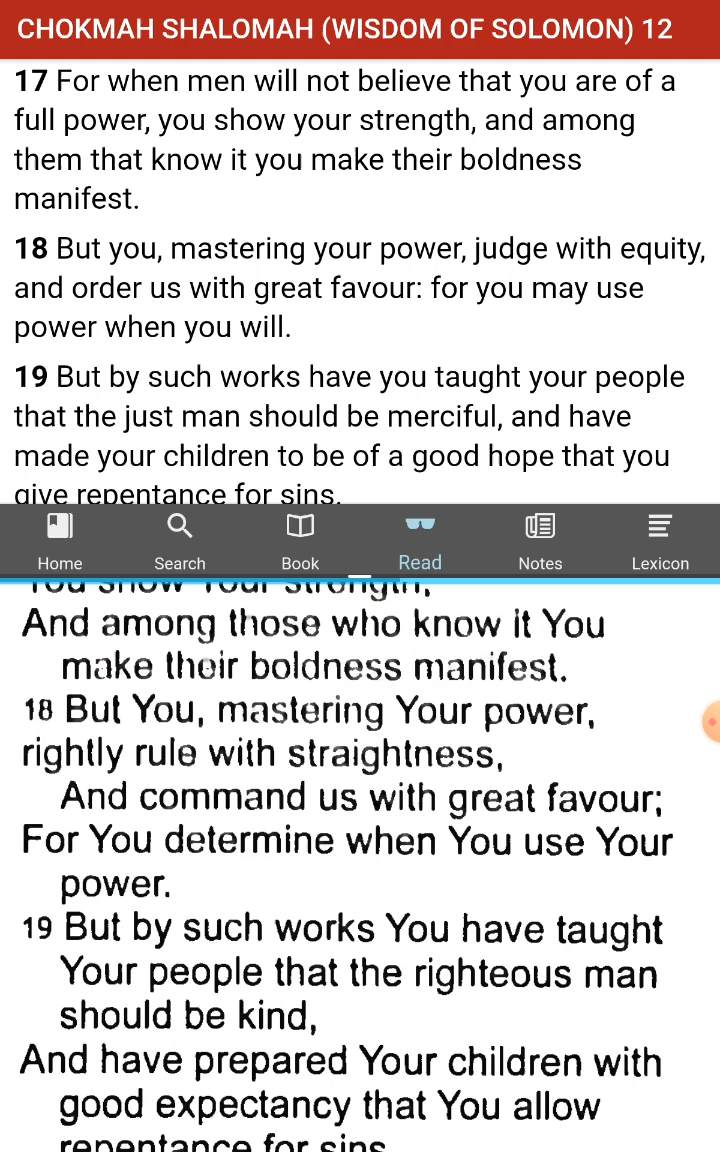 CHOKMAH SHALOMAH (WISDOM OF SOLOMON) 12
17 For when men will not believe that you are of a
full power, you show your strength, and among
them that know it you make their boldness
manifest.
18 But you, mastering your power, judge with equity,
and order us with great favour: for you may use
power when you will.
19 But by such works have you taught your people
that the just man should be merciful, and have
made your children to be of a good hope that you
give repentance for sins.
Home Search Book Read Notes Lexicon
You show Your strength,
And among those who know it You
make their boldness manifest.
18 But You, mastering Your power,
rightly rule with straightness,
And command us with great favour;
For You determine when You use Your
power.
19 But by such works You have taught
Your people that the righteous man
should be kind,
And have prepared Your children with
good expectancy that You allow
repentance for sins